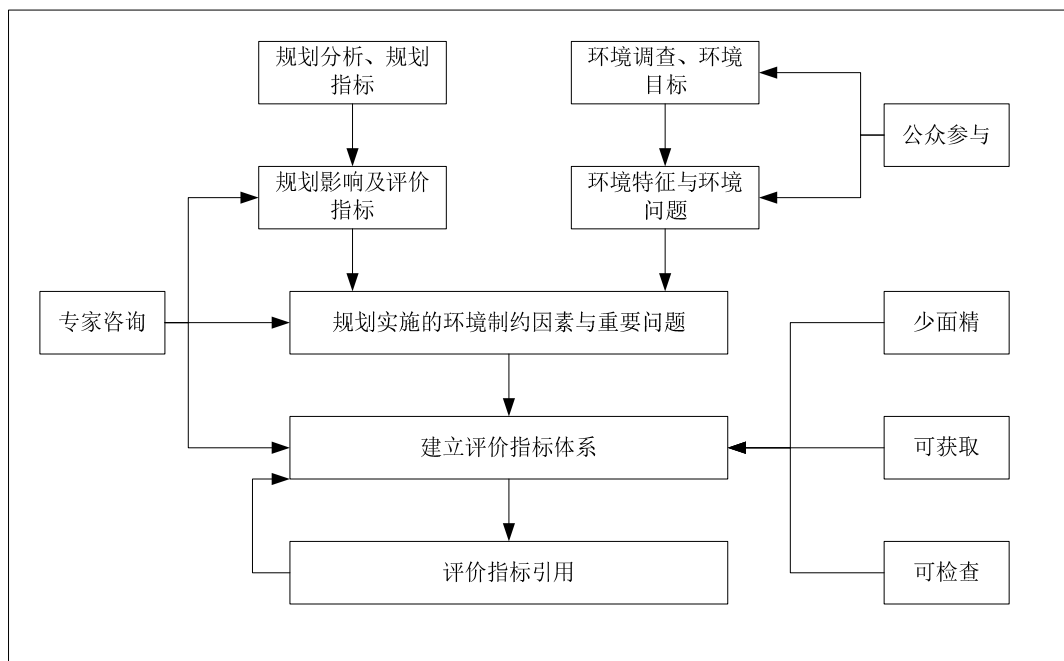 规划分析、规划
指标
环境调查、环境
目标
公众参与
规划影响及评价
指标
环境特征与环境
问题
专家咨询
规划实施的环境制约因素与重要问题
少面精
建立评价指标体系
可获取
评价指标引用
可检查